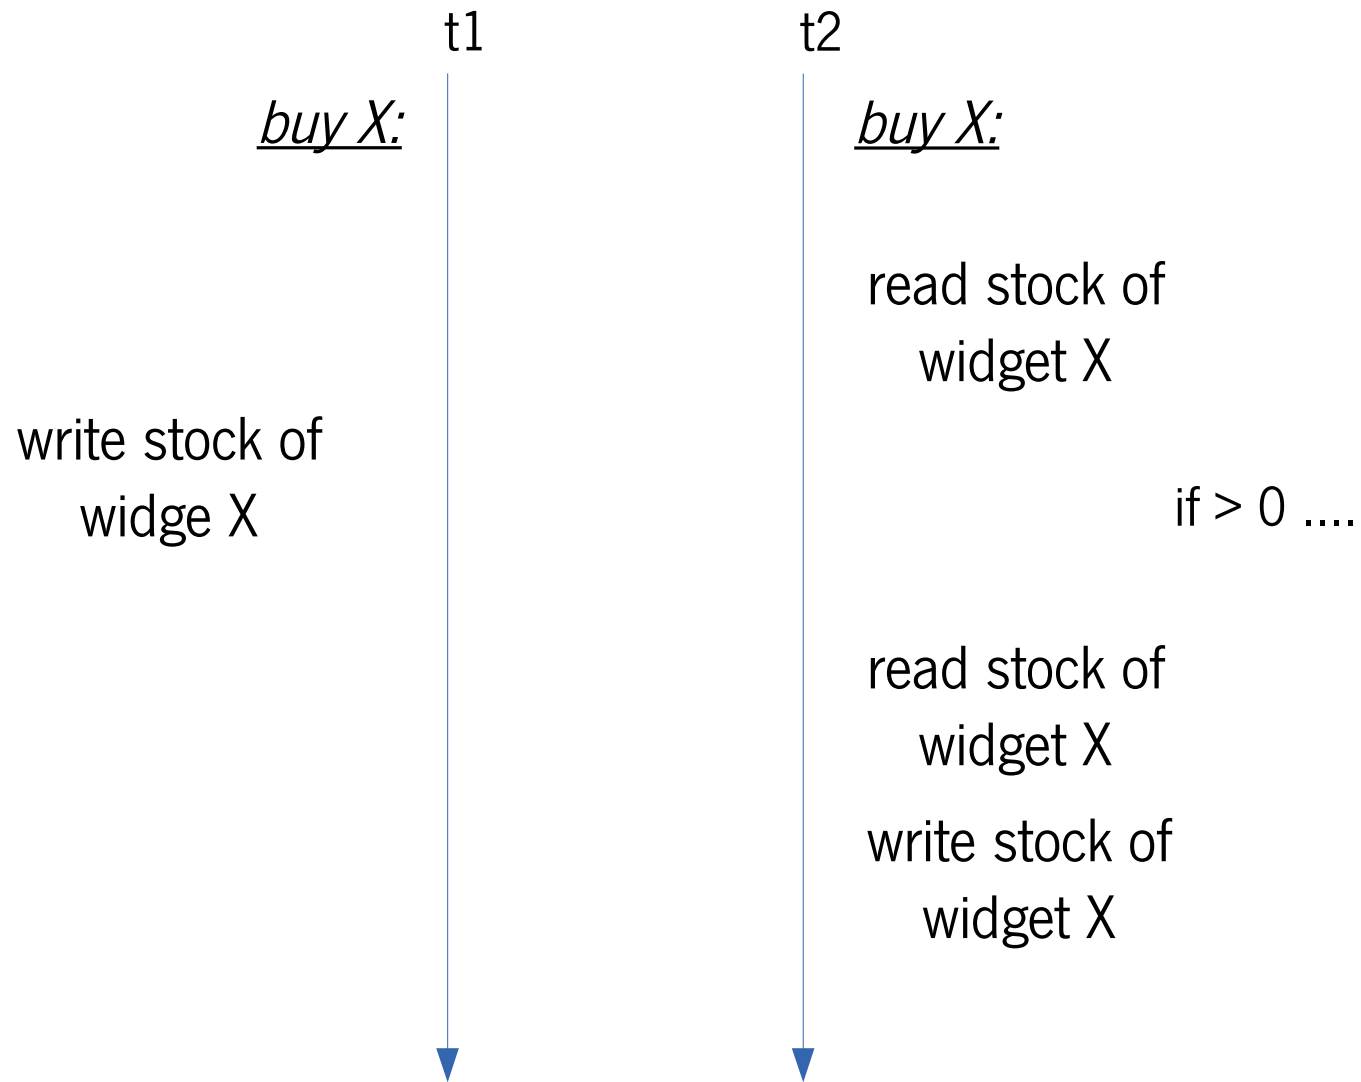 t1
t2
buy X:
buy X:
read stock of
widget X
write stock of
widge X
if > 0 ....
read stock of
widget X
write stock of
widget X